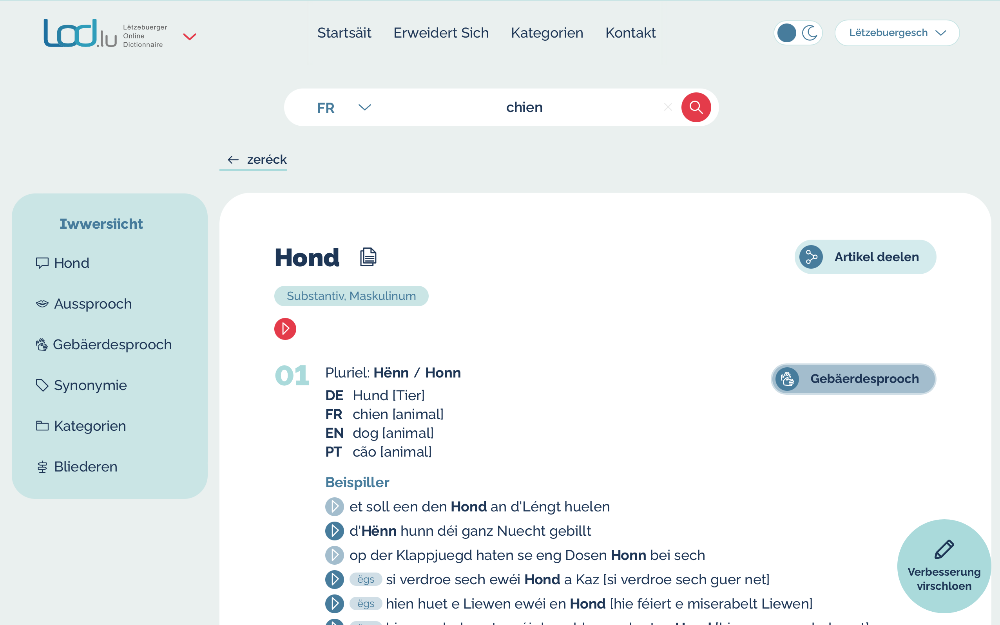 Lod.lu
Lëtzebuerger
Online
Dictionnaire
Startsäit Erweidert Sich Kategorien Kontakt
Lëtzebuergesch
FR chien
zeréck
Iwwersiicht
Hond
Aussprooch
Gebäerdesprooch
Synonymie
Kategorien
Bliederen
Hond
Artikel deelen
Substantiv, Maskulinum
01 Pluriel: Hënn / Honn
Gebäerdesprooch
DE Hund [Tier]
FR chien [animal]
EN dog [animal]
PT cão [animal]
Beispiller
et soll een den Hond an d'Léngt huelen
d'Hënn hunn déi ganz Nuecht gebillt
op der Klappjuegd haten se eng Dosen Honn bei sech
ëgs si verdroe sech ewéi Hond a Kaz [si verdroe sech guer net]
ëgs hien huet e Liewen ewéi en Hond [hie féiert e miserabelt Liewen]
Verbesserung
virschloen